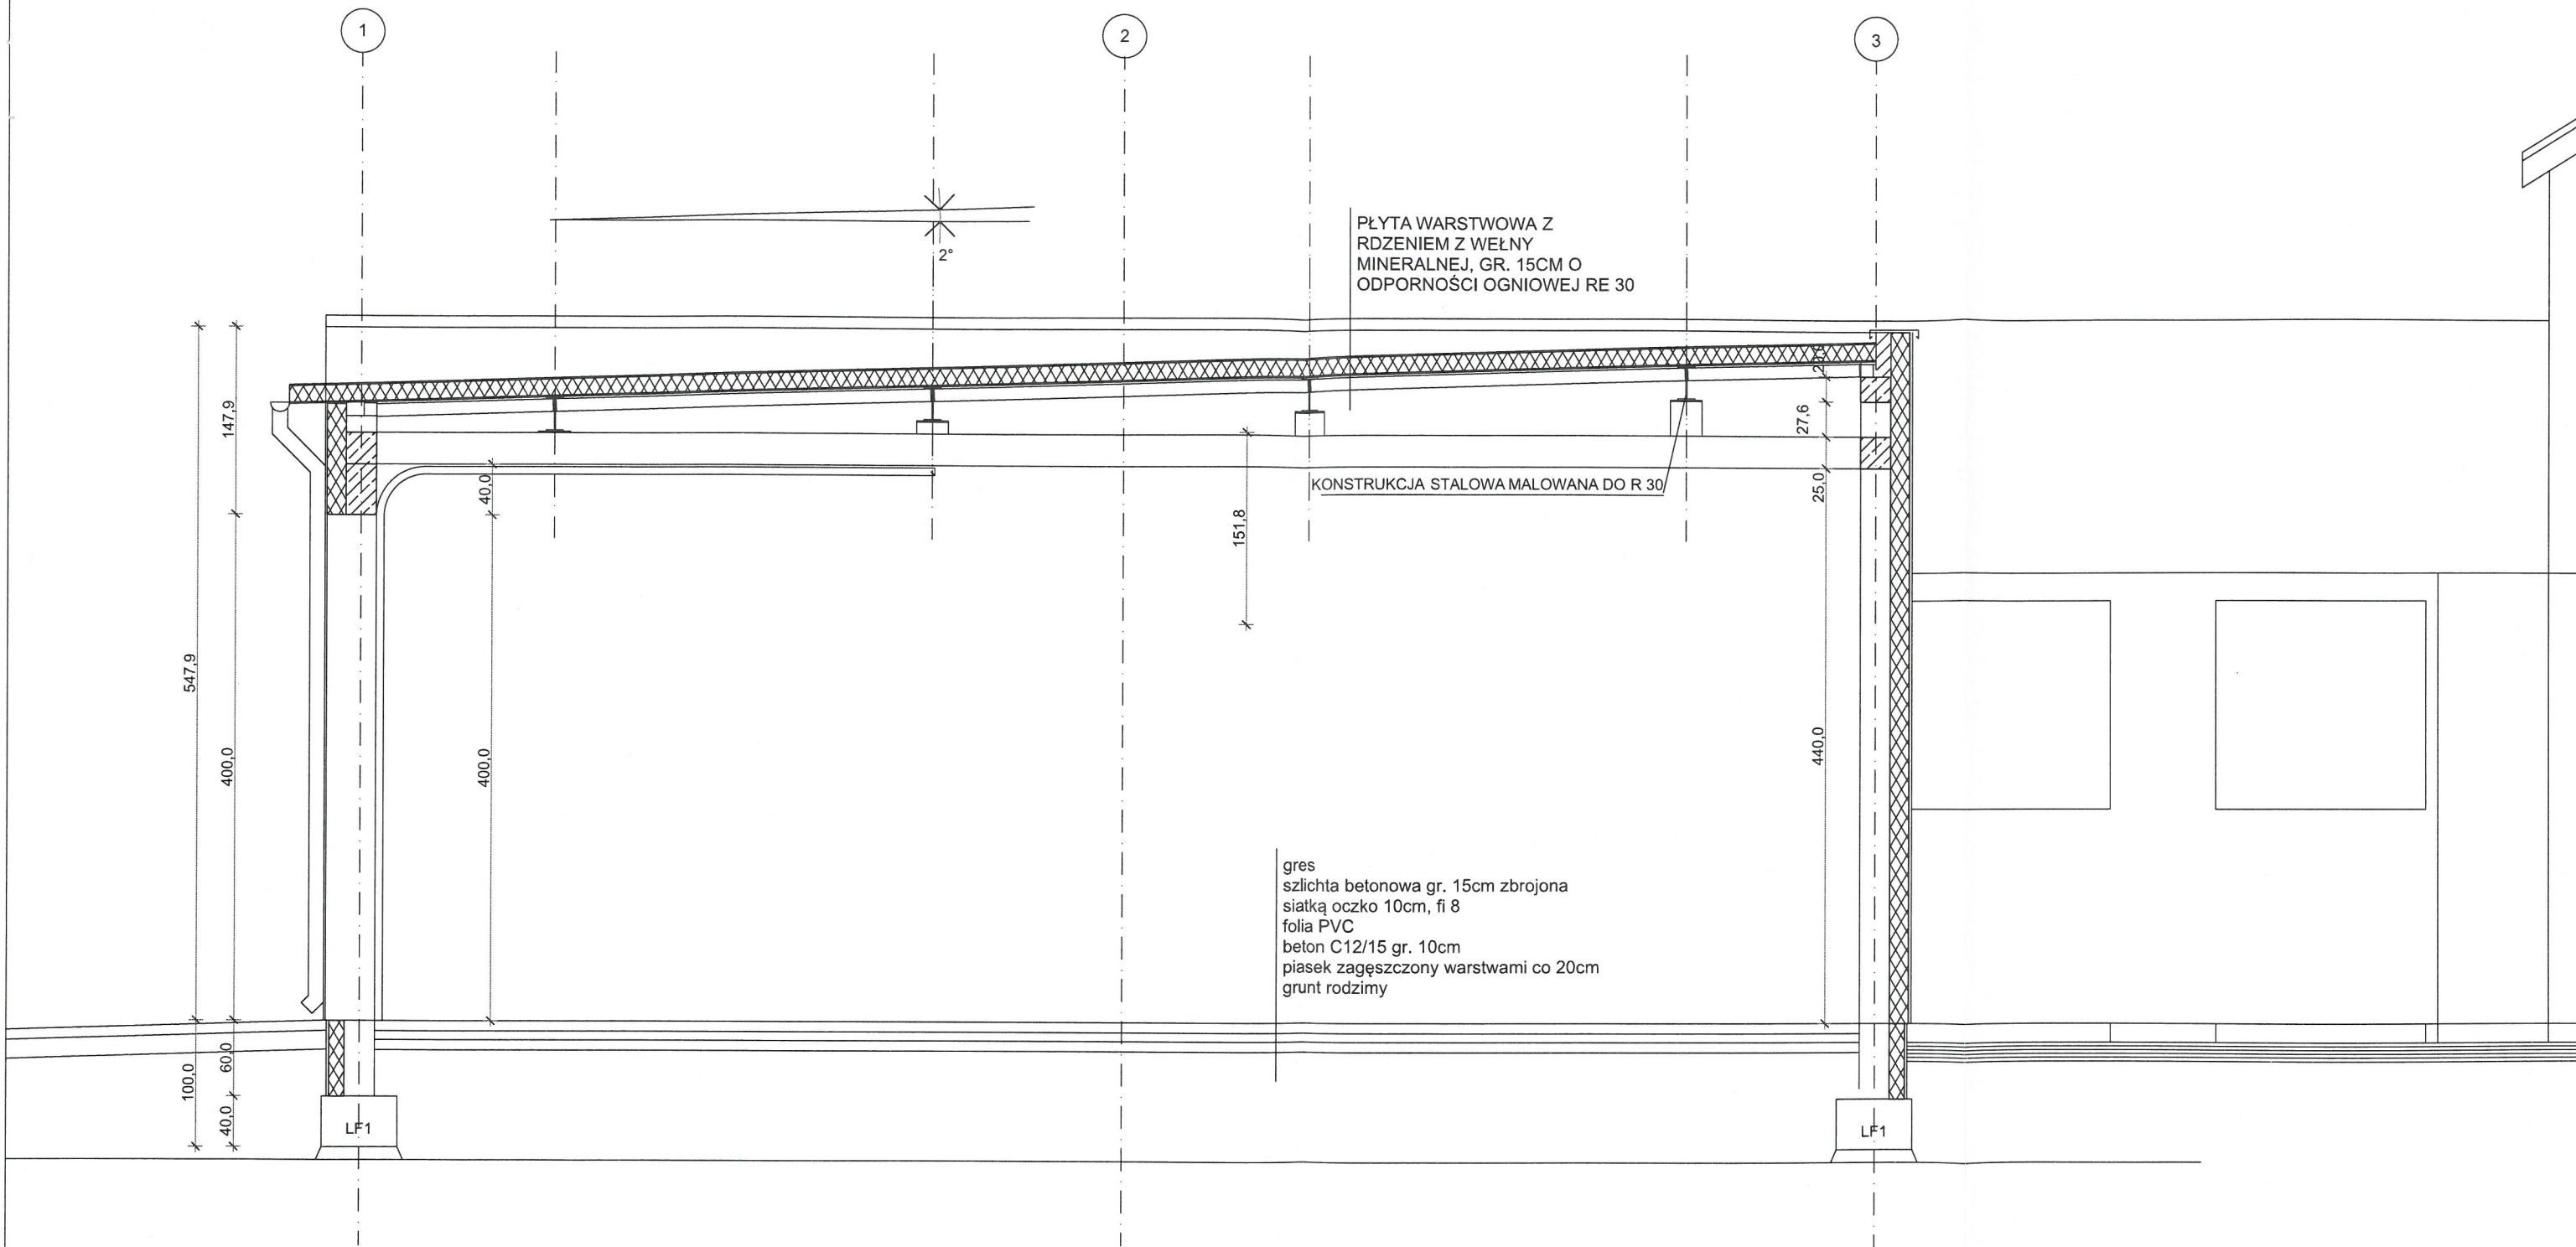 1
2
3
2°
PŁYTA WARSTWOWA Z
RDZENIEM Z WEŁNY
MINERALNEJ, GR. 15CM O
ODPORNOŚCI OGNIOWEJ RE 30
147,9
27,6
40,0
KONSTRUKCJA STALOWA MALOWANA DO R 30
25,0
151,8
547,9
400,0
400,0
440,0
gres
szlichta betonowa gr. 15cm zbrojona
siatką oczko 10cm, fi 8
folia PVC
beton C12/15 gr. 10cm
piasek zagęszczony warstwami co 20cm
grunt rodzimy
100,0
60,0
40,0
LF1
LF1